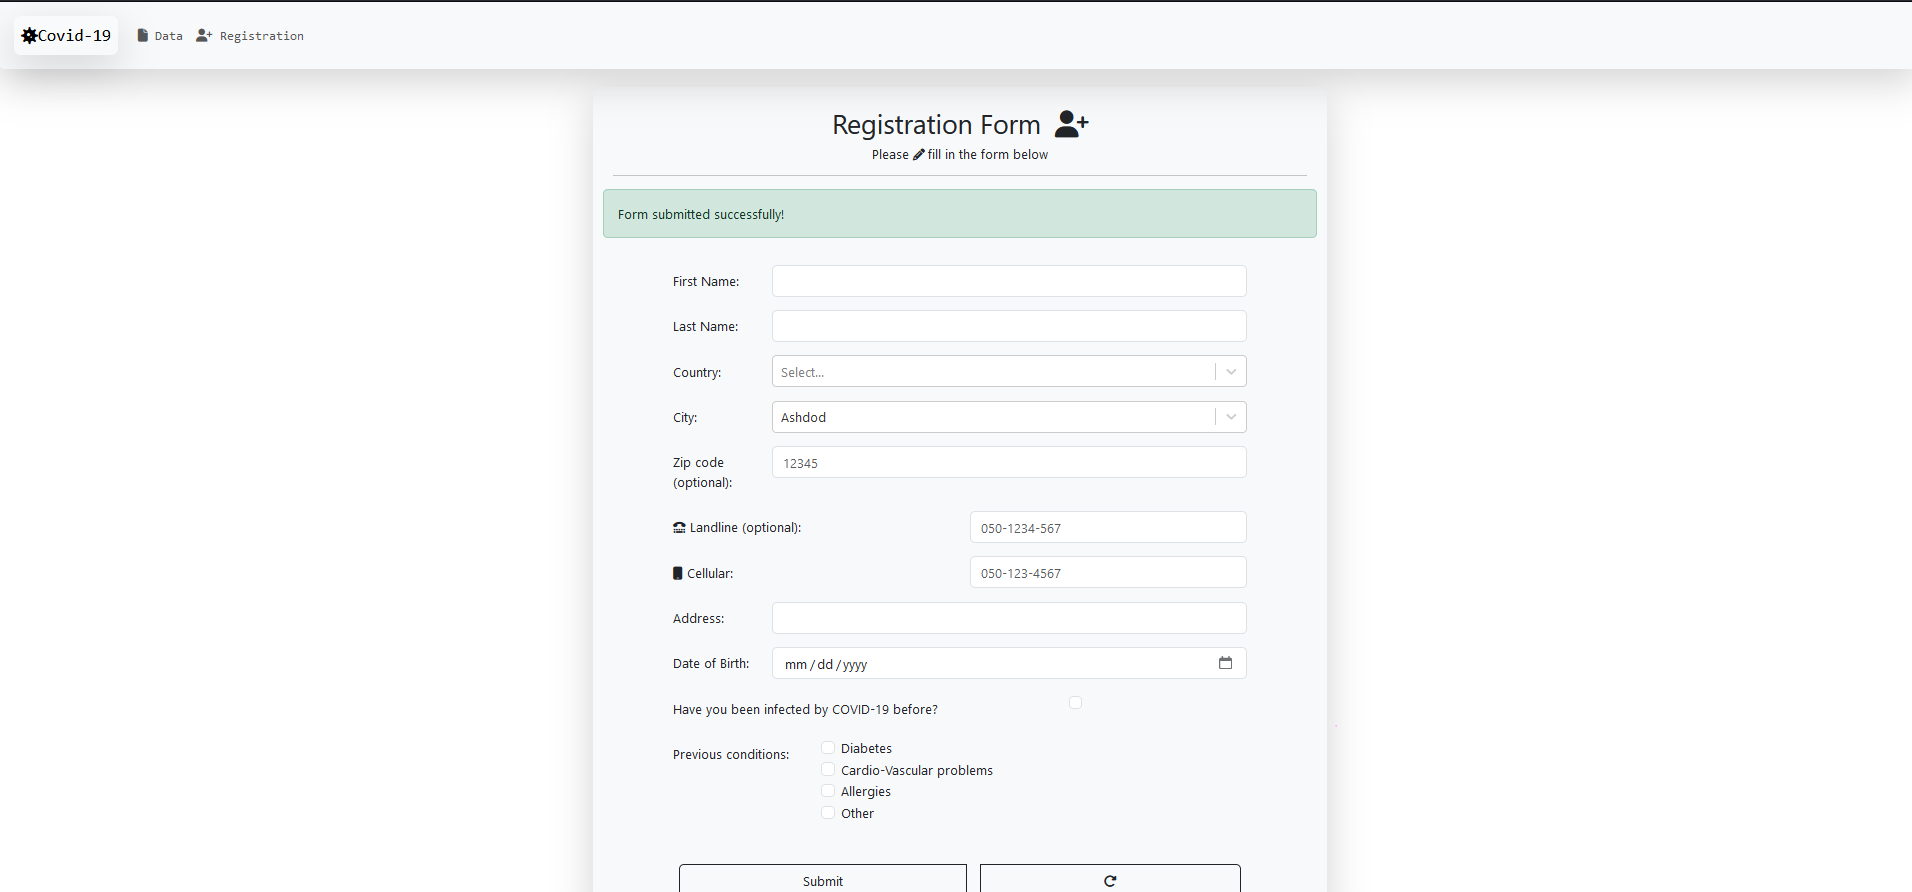 Covid-19 Data Registration
Registration Form
Please fill in the form below
Form submitted successfully!
First Name:
Last Name:
Country: Select...
City: Ashdod
Zip code (optional): 12345
Landline (optional): 050-1234-567
Cellular: 050-123-4567
Address:
Date of Birth: mm/dd/yyyy
Have you been infected by COVID-19 before?
Previous conditions: Diabetes
Cardio-Vascular problems
Allergies
Other
Submit